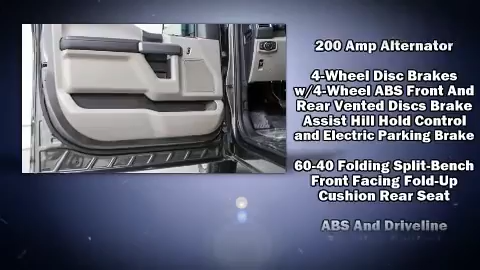 200 Amp Alternator
4-Wheel Disc Brakes
w/4-Wheel ABS Front And
Rear Vented Discs Brake
Assist Hill Hold Control
and Electric Parking Brake
60-40 Folding Split-Bench
Front Facing Fold-Up
Cushion Rear Seat
ABS And Driveline